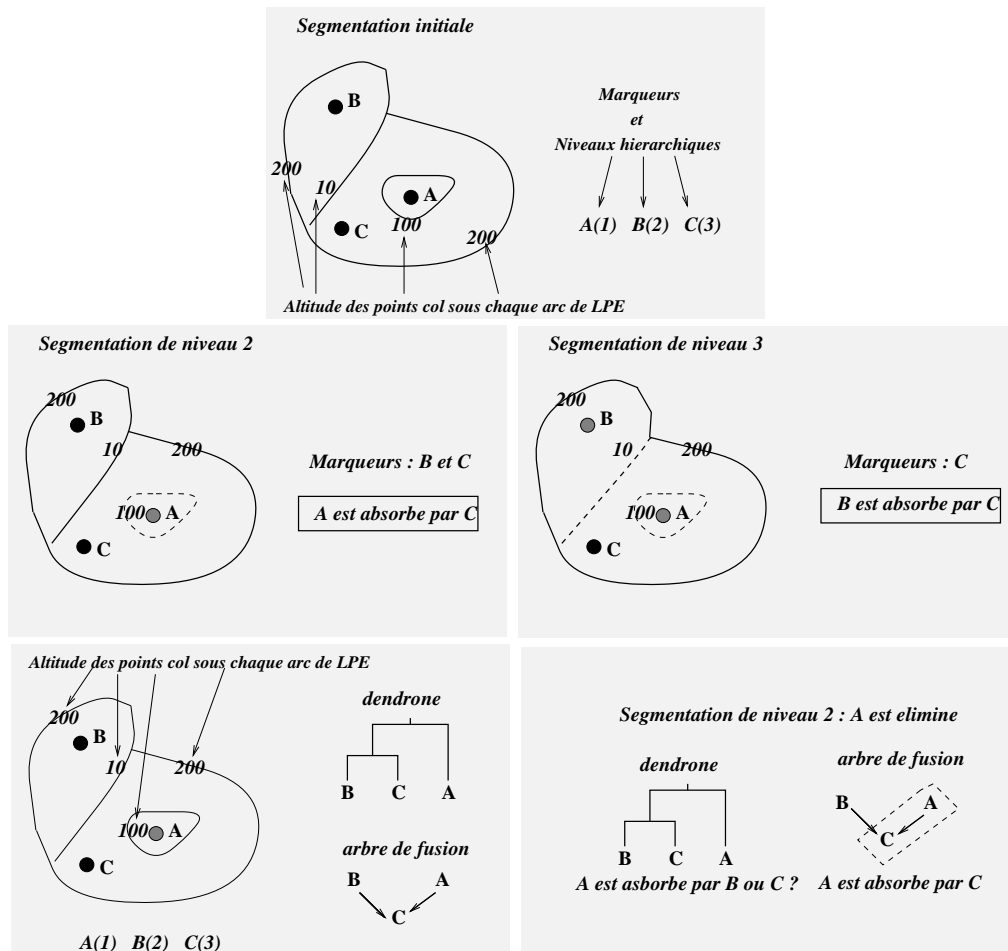 Segmentation initiale
B
Marqueurs
et
Niveaux hierarchiques
200
10
A
C
100
200
A(1) B(2) C(3)
Altitude des points col sous chaque arc de LPE
Segmentation de niveau 2
200
B
10
200
Marqueurs : B et C
100
A
A est absorbe par C
C
Segmentation de niveau 3
200
B
10
200
Marqueurs : C
B est absorbe par C
100
A
C
Altitude des points col sous chaque arc de LPE
200
B
10
200
100
A
C
A(1) B(2) C(3)
dendrone
B C A
arbre de fusion
B A
C
Segmentation de niveau 2 : A est elimine
dendrone
B C A
A est asborbe par B ou C ?
arbre de fusion
B A
C
A est absorbe par C